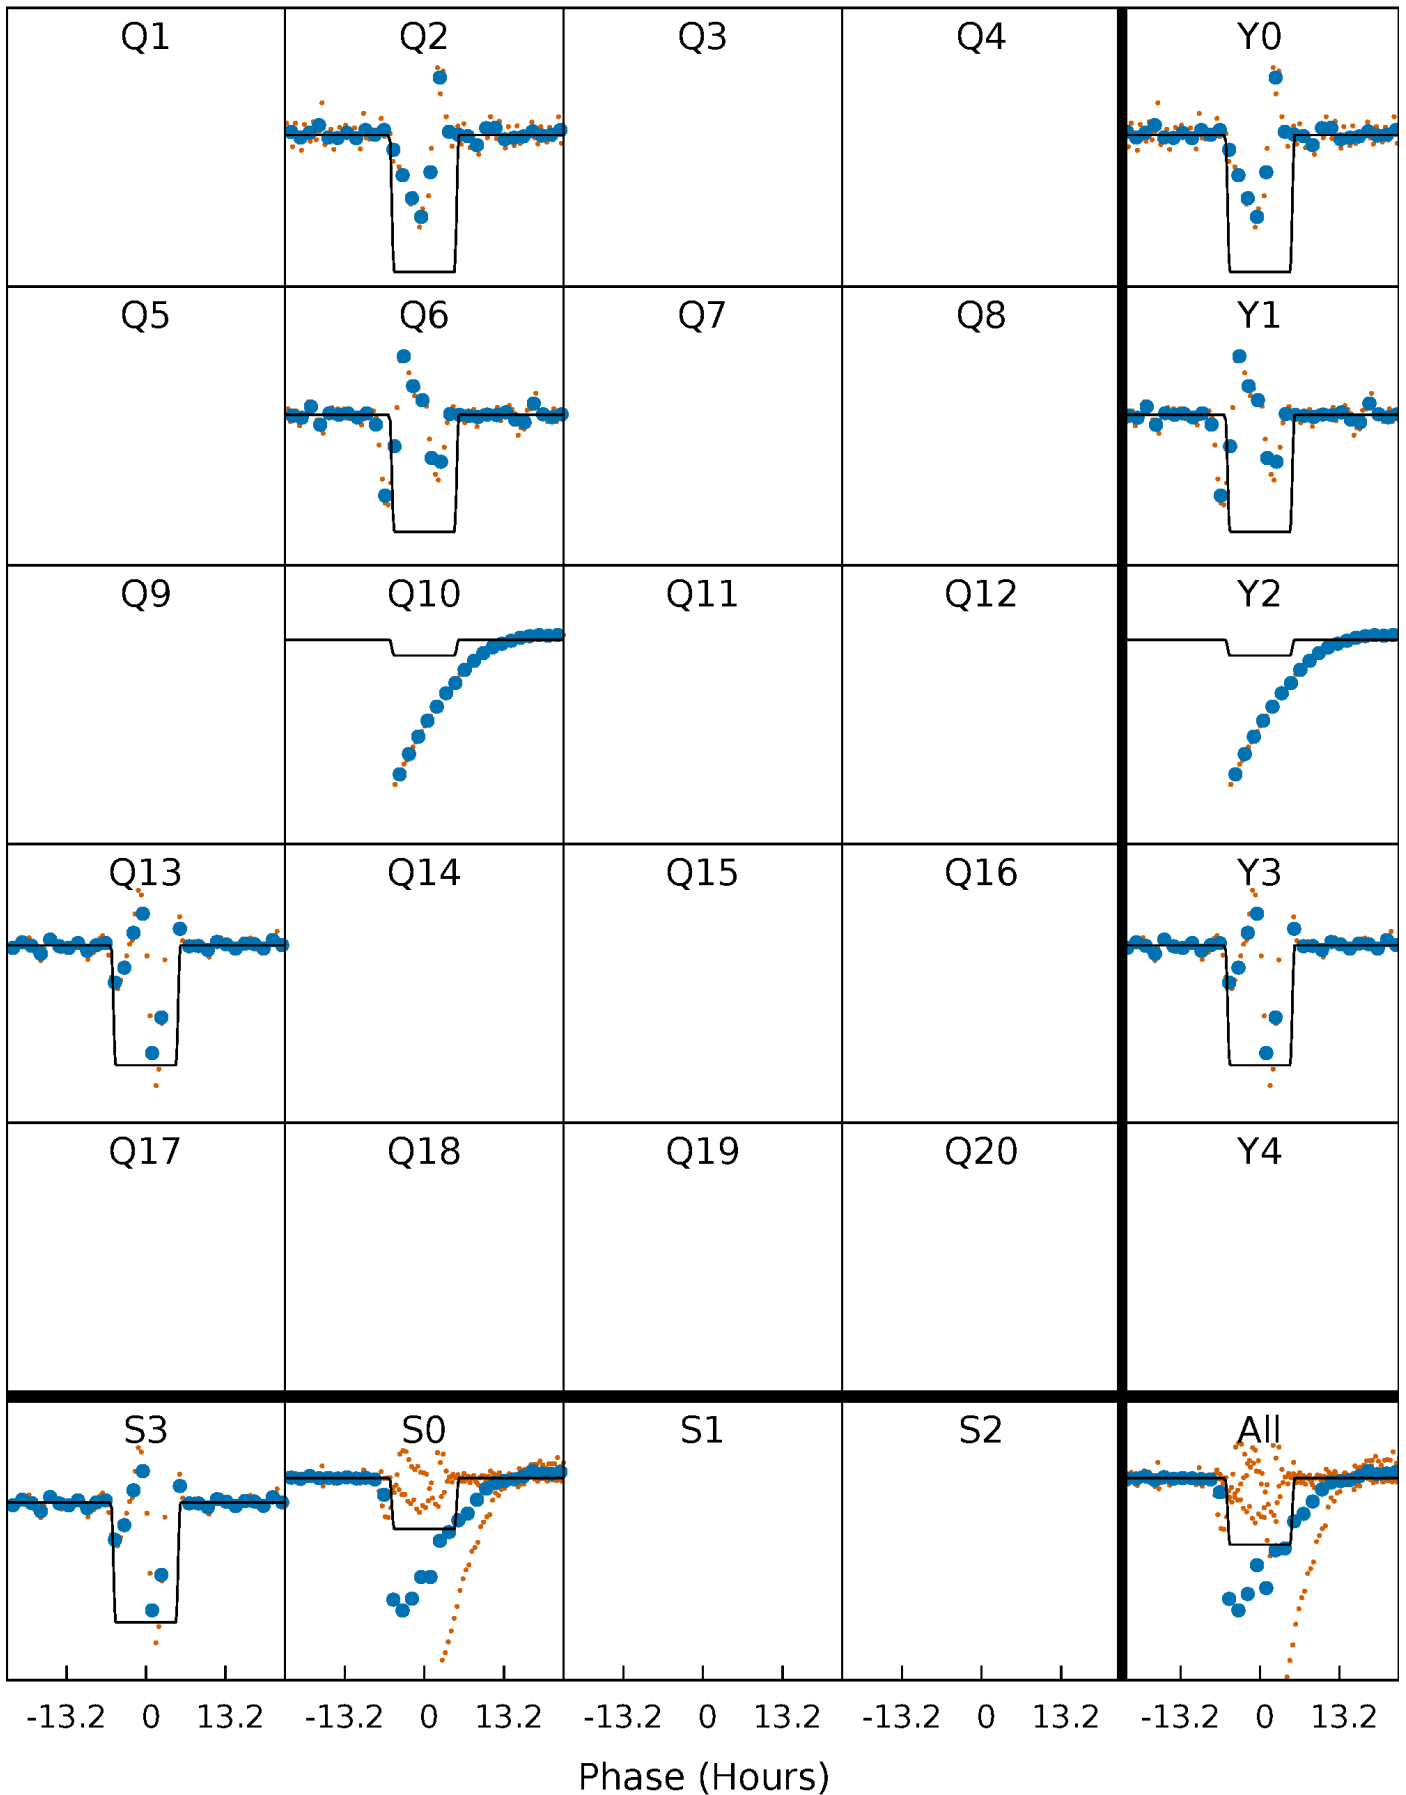 Q1 Q2 Q3 Q4 Y0
Q5 Q6 Q7 Q8 Y1
Q9 Q10 Q11 Q12 Y2
Q13 Q14 Q15 Q16 Y3
Q17 Q18 Q19 Q20 Y4
S3 S0 S1 S2 All
-13.2 0 13.2 -13.2 0 13.2 -13.2 0 13.2 -13.2 0 13.2 -13.2 0 13.2
Phase (Hours)